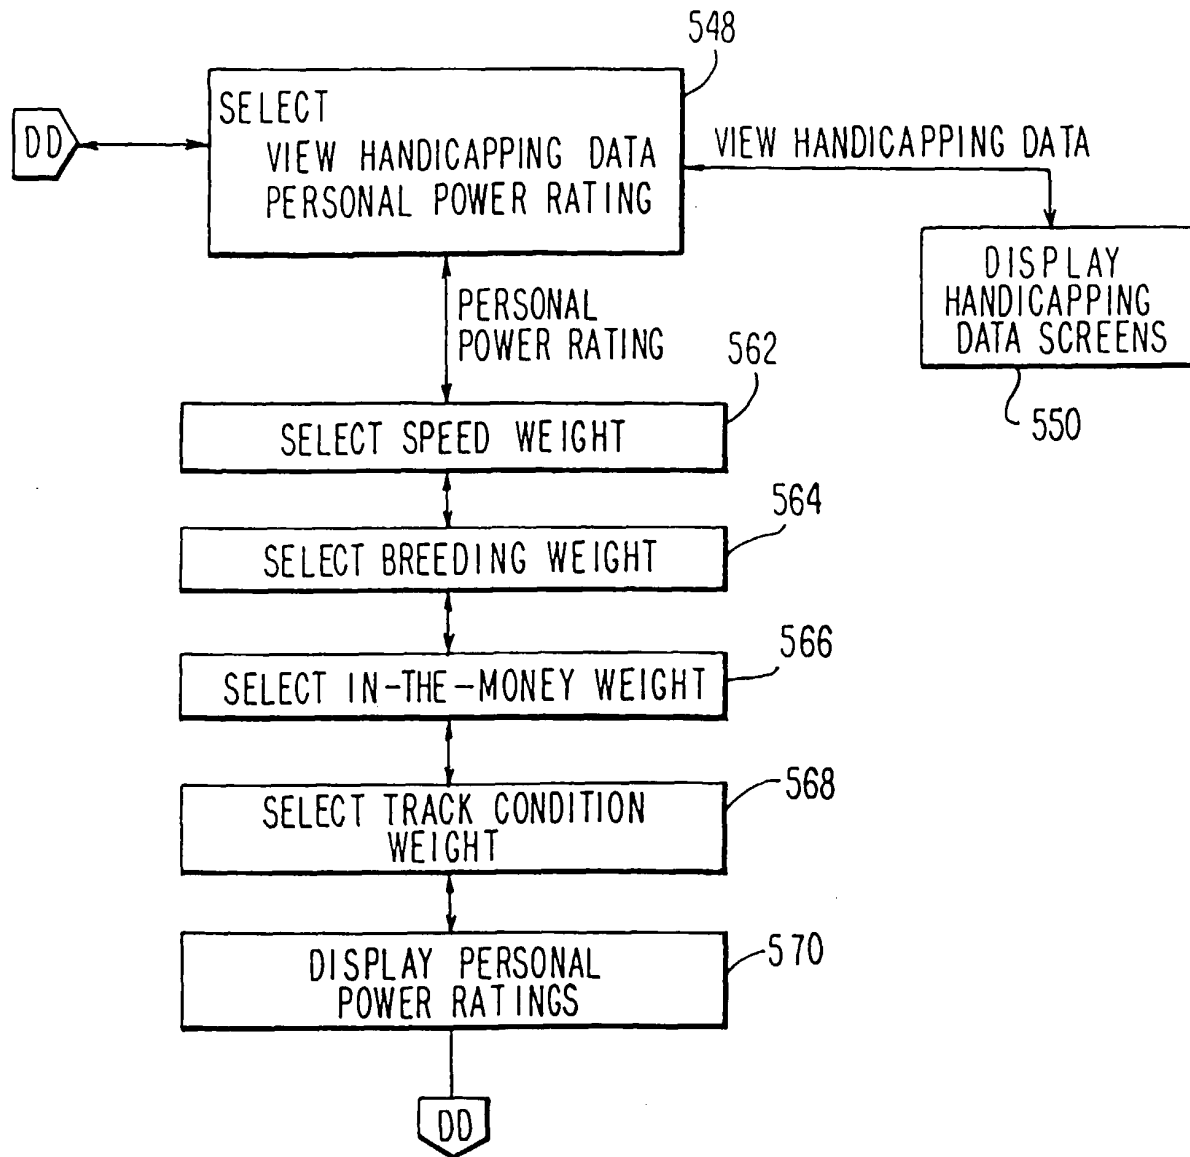 548
SELECT
DD
VIEW HANDICAPPING DATA
PERSONAL POWER RATING
VIEW HANDICAPPING DATA
DISPLAY
HANDICAPPING
DATA SCREENS
550
PERSONAL
POWER RATING
562
SELECT SPEED WEIGHT
564
SELECT BREEDING WEIGHT
566
SELECT IN-THE-MONEY WEIGHT
568
SELECT TRACK CONDITION
WEIGHT
570
DISPLAY PERSONAL
POWER RATINGS
DD